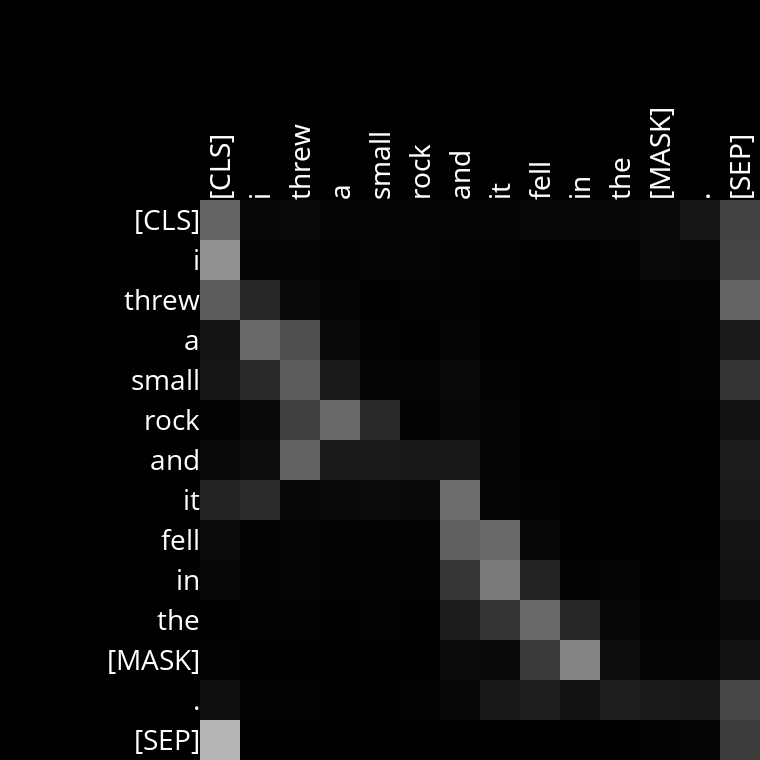 [CLS] i threw a small rock and it fell in the [MASK] . [SEP]
[CLS]
i
threw
a
small
rock
and
it
fell
in
the
[MASK]
.
[SEP]